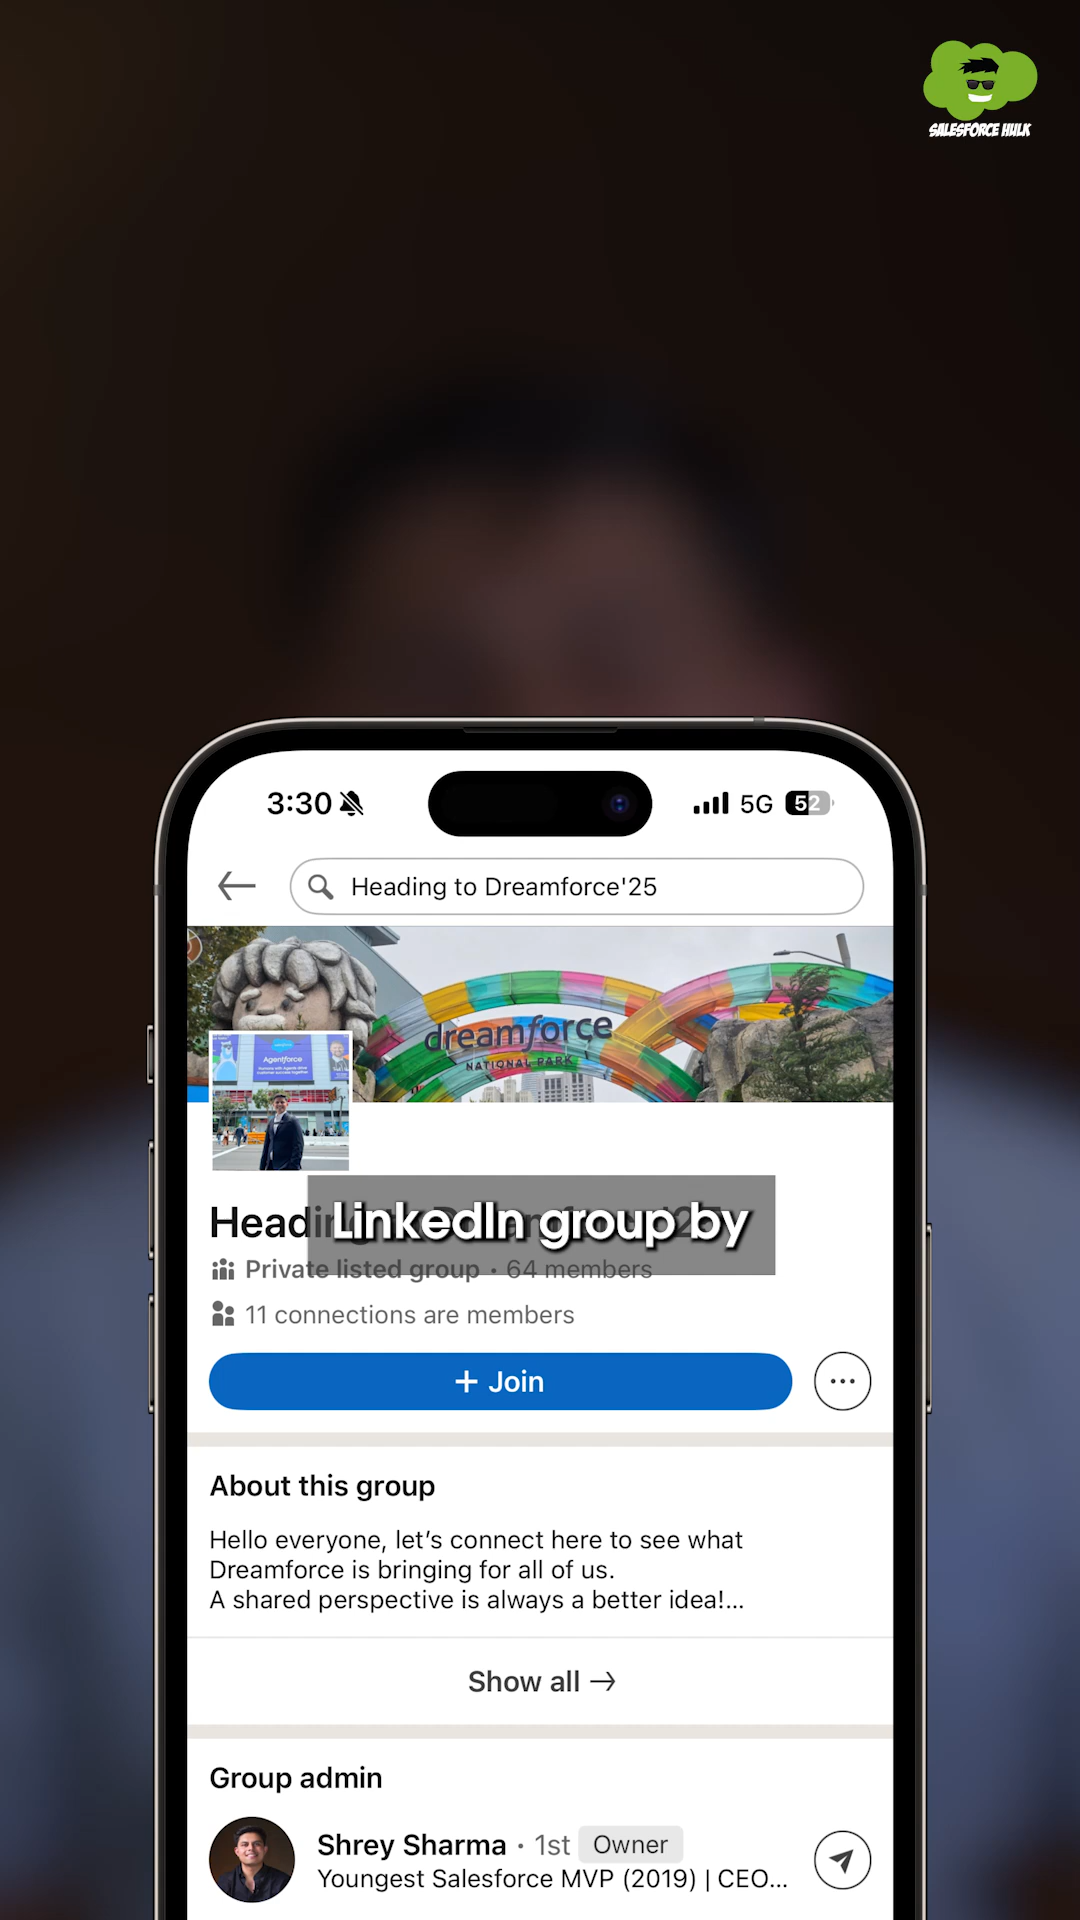 SALESFORCE HULK
3:30
5G 52
Heading to Dreamforce'25
dreamforce
NATIONAL PARK
Agentforce
LinkedIn group by
Private listed group · 64 members
11 connections are members
+ Join
About this group
Hello everyone, let's connect here to see what
Dreamforce is bringing for all of us.
A shared perspective is always a better idea!...
Show all →
Group admin
Shrey Sharma · 1st Owner
Youngest Salesforce MVP (2019) | CEO...